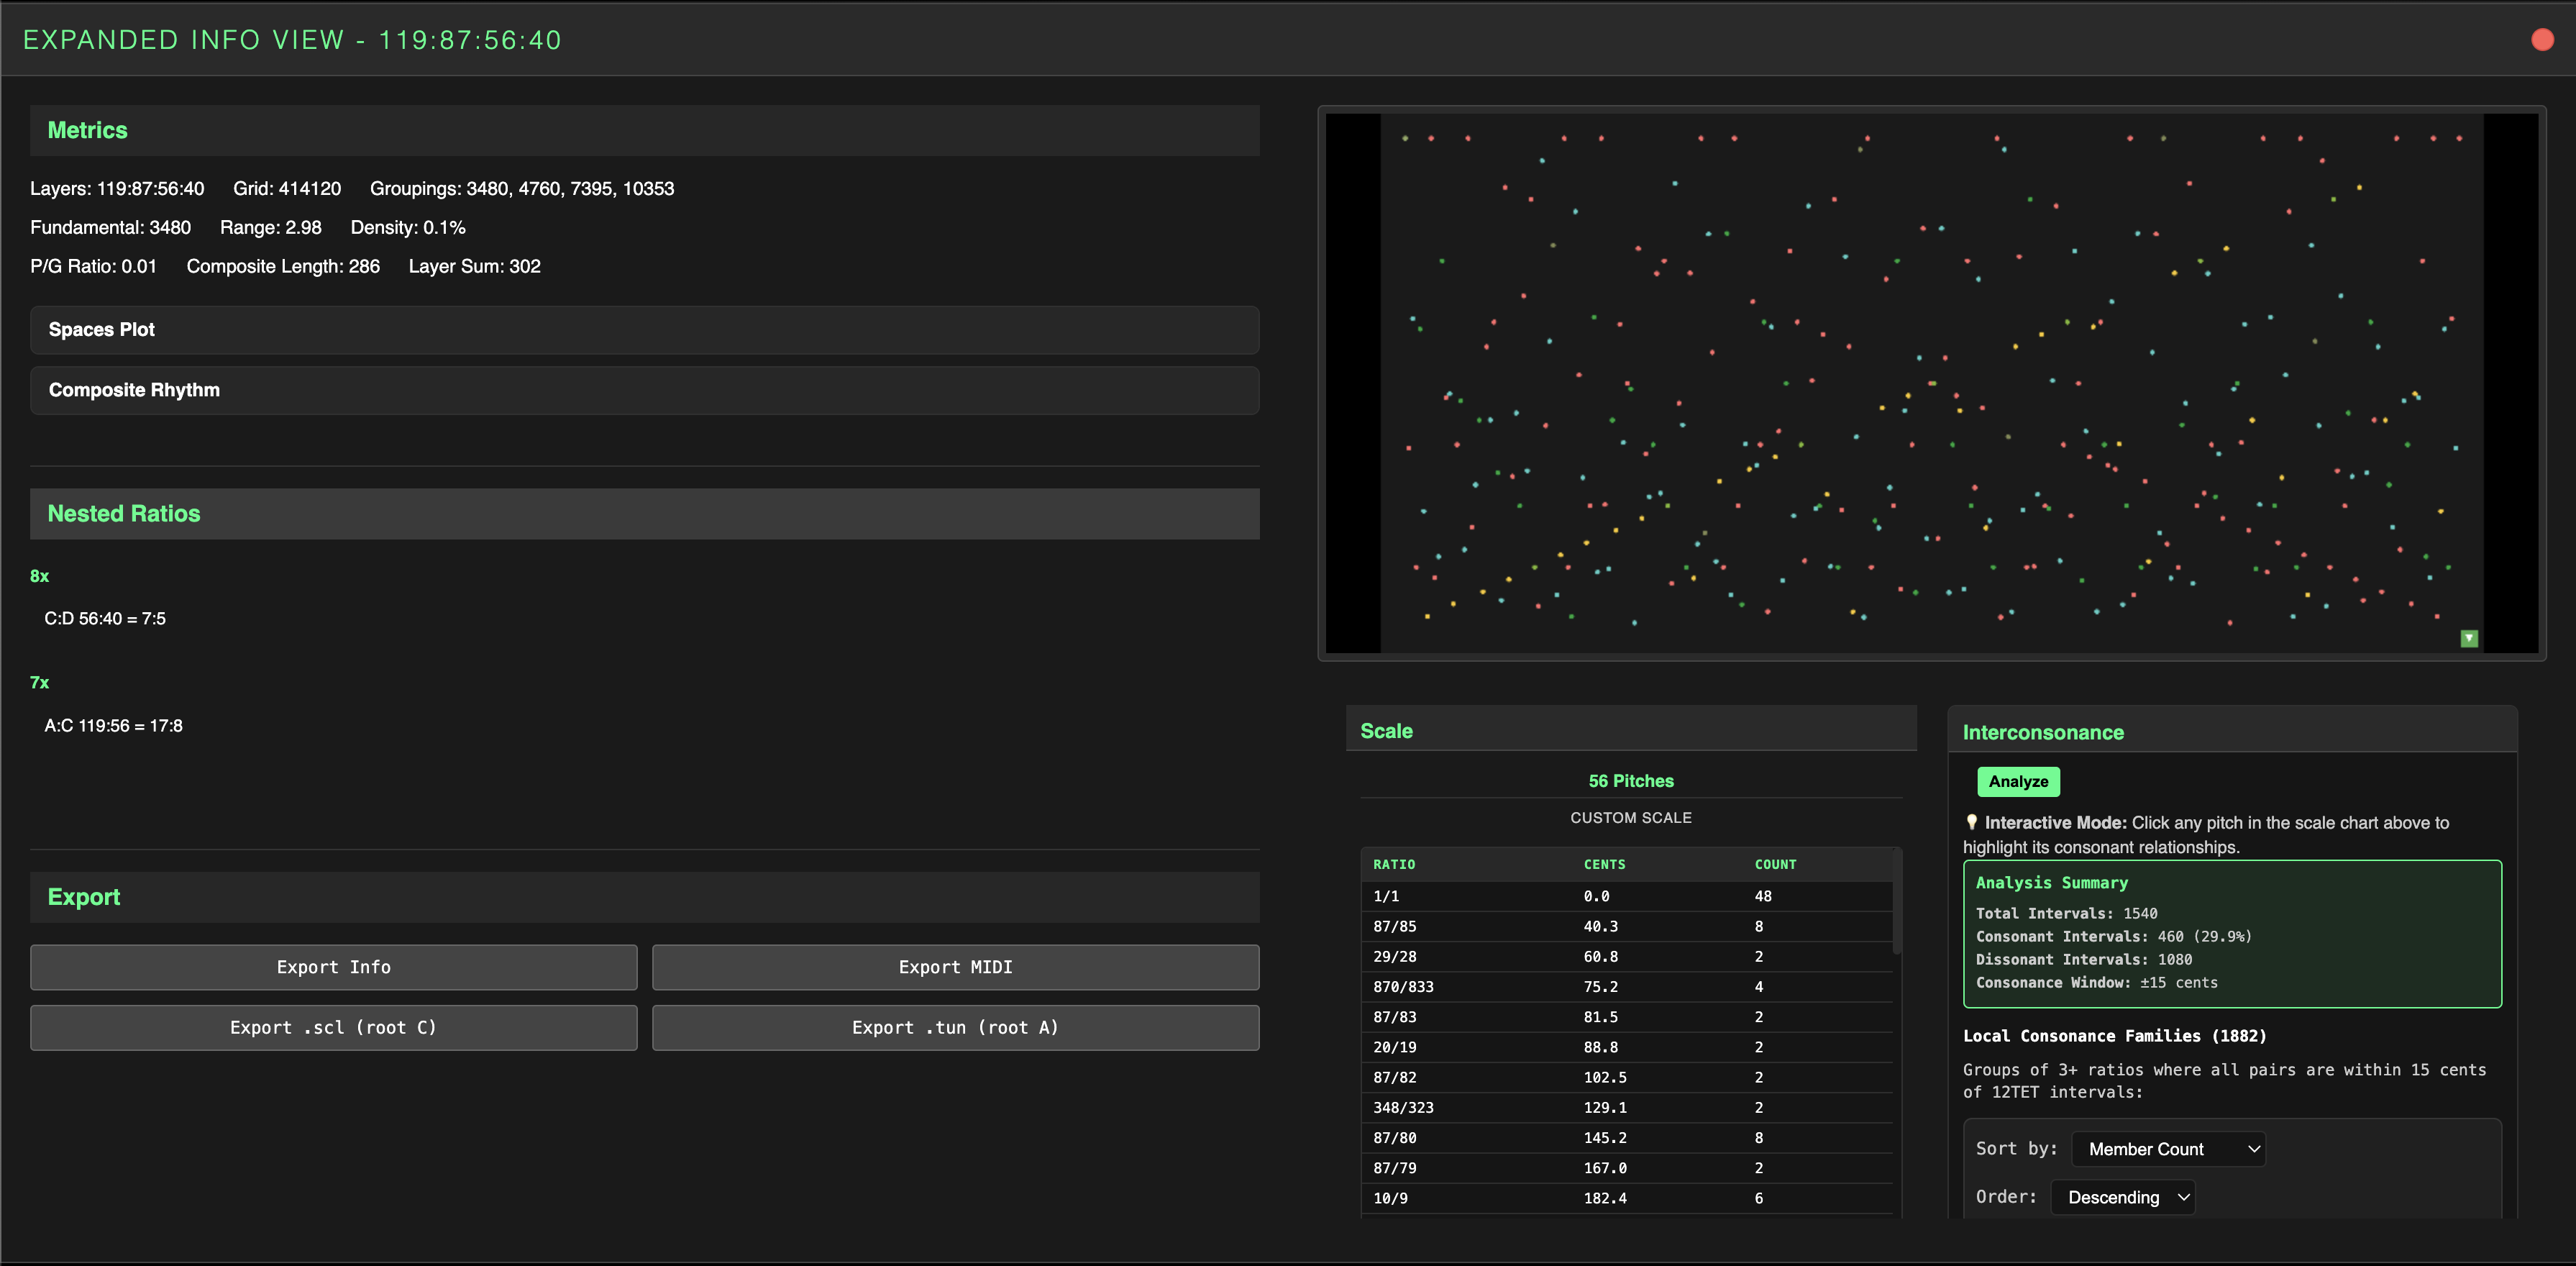 EXPANDED INFO VIEW - 119:87:56:40
Metrics
Layers: 119:87:56:40 Grid: 414120 Groupings: 3480, 4760, 7395, 10353
Fundamental: 3480 Range: 2.98 Density: 0.1%
P/G Ratio: 0.01 Composite Length: 286 Layer Sum: 302
Spaces Plot
Composite Rhythm
Nested Ratios
8x
C:D 56:40 = 7:5
7x
A:C 119:56 = 17:8
Export
Export Info
Export MIDI
Export .scl (root C)
Export .tun (root A)
Scale
56 Pitches
CUSTOM SCALE
RATIO CENTS COUNT
1/1 0.0 48
87/85 40.3 8
29/28 60.8 2
870/833 75.2 4
87/83 81.5 2
20/19 88.8 2
87/82 102.5 2
348/323 129.1 2
87/80 145.2 8
87/79 167.0 2
10/9 182.4 6
Interconsonance
Analyze
Interactive Mode: Click any pitch in the scale chart above to
highlight its consonant relationships.
Analysis Summary
Total Intervals: 1540
Consonant Intervals: 460 (29.9%)
Dissonant Intervals: 1080
Consonance Window: ±15 cents
Local Consonance Families (1882)
Groups of 3+ ratios where all pairs are within 15 cents
of 12TET intervals:
Sort by: Member Count
Order: Descending